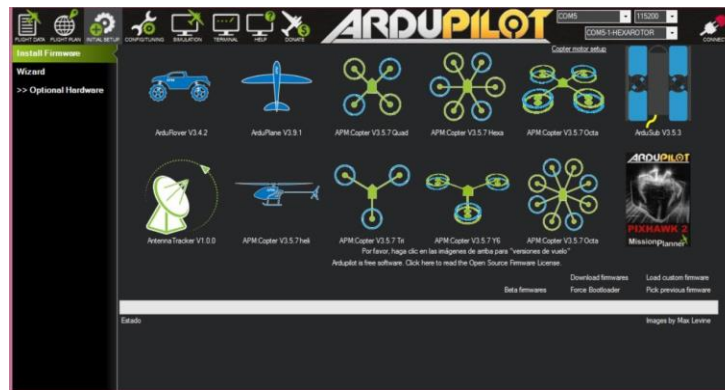 FLIGHT DATA FLIGHT PLAN INITIAL SETUP CONFIG/TUNING SIMULATION TERMINAL HELP DONATE
ARDUPILOT
COM5 115200
COM5-1-HEXAROTOR
CONNECT
Install Firmware
Wizard
>> Optional Hardware
Copter motor setup
ArduRover V3.4.2 ArduPlane V3.9.1 APM:Copter V3.5.7 Quad APM:Copter V3.5.7 Hexa APM:Copter V3.5.7 Octa ArduSub V3.5.3
ARDUPILOT
PIXHAWK 2
Mission Planner
AntennaTracker V1.0.0 APM:Copter V3.5.7 heli APM:Copter V3.5.7 Tri APM:Copter V3.5.7 Y6 APM:Copter V3.5.7 Octa
Por favor, haga clic en las imágenes de arriba para "versiones de vuelo"
Ardupilot is free software. Click here to read the Open Source Firmware License.
Download firmwares Load custom firmware
Beta firmwares Force Bootloader Pick previous firmware
Estado Images by Max Levine